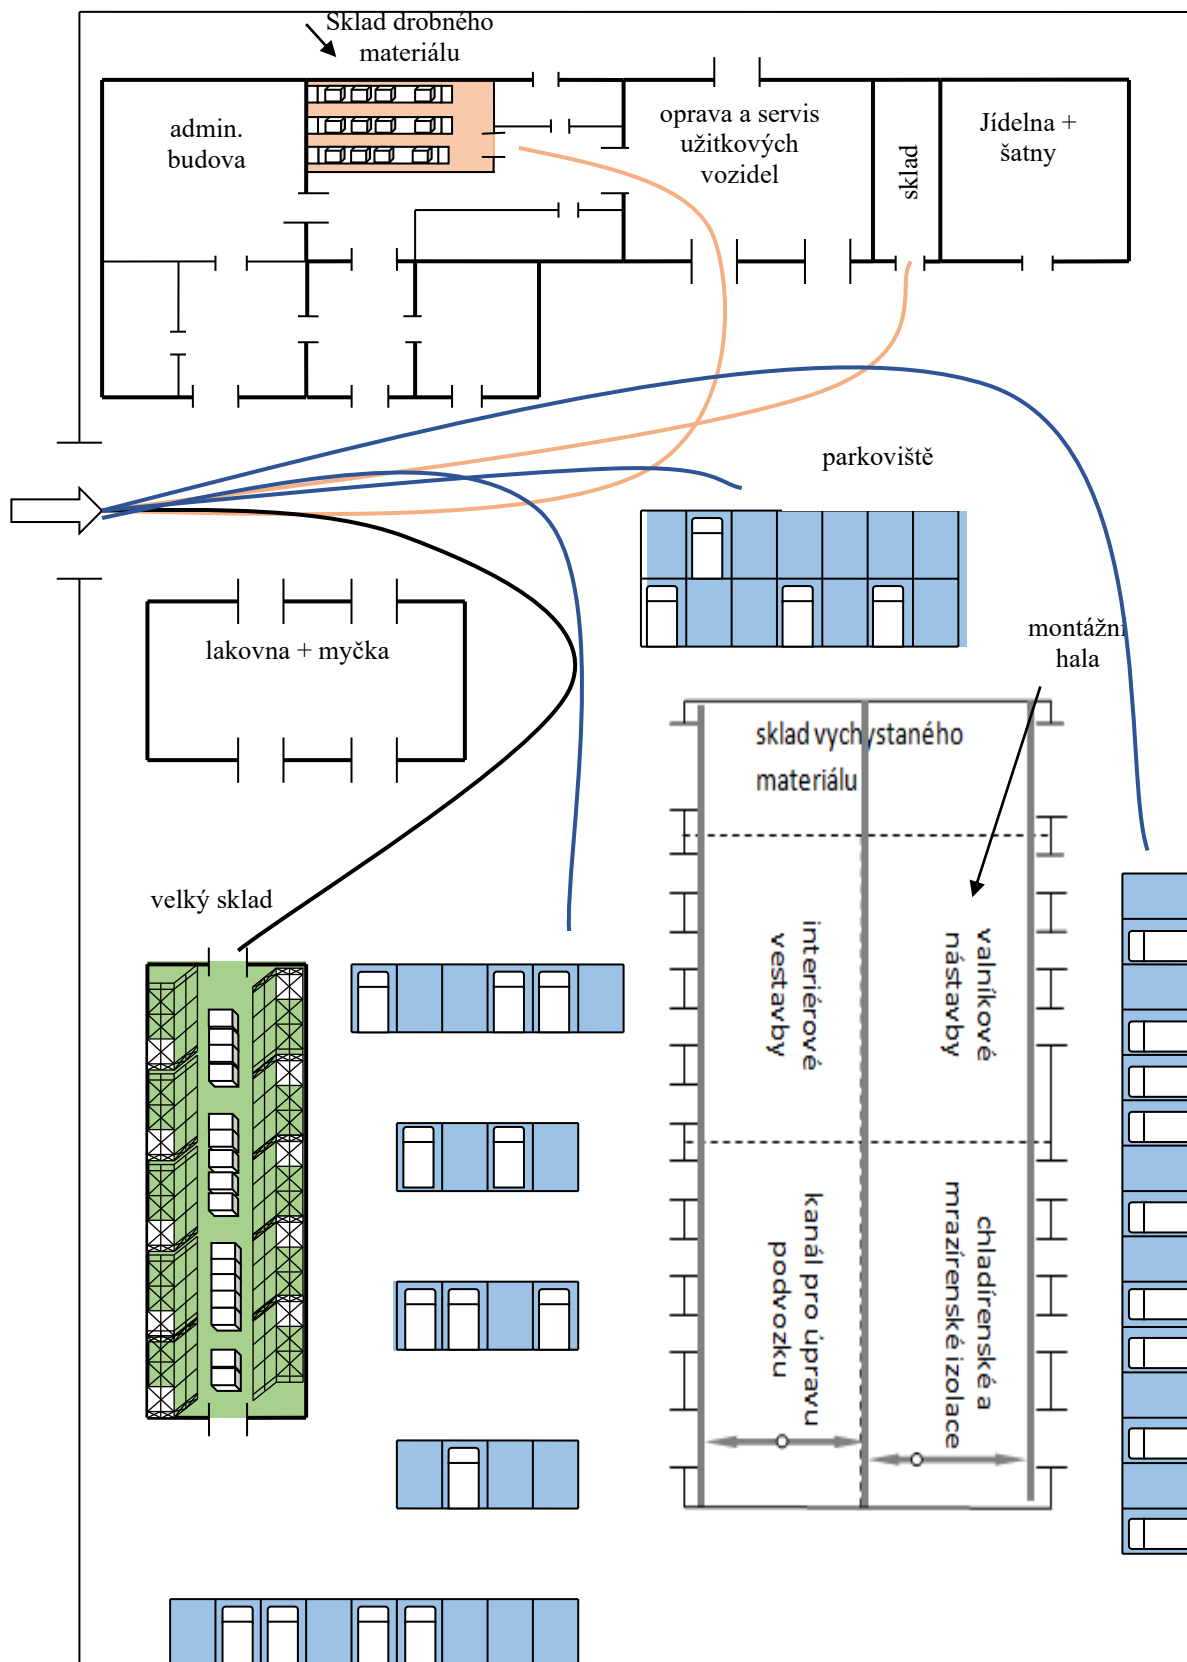 Sklad drobného
materiálu
admin.
budova
oprava a servis
užitkových
vozidel
sklad
Jídelna +
šatny
parkoviště
lakovna + myčka
montážní
hala
sklad vychystaného
materiálu
velký sklad
interiérové
vestavby
valníkové
nástavby
kanál pro úpravu
podvozku
chladírenské a
mrazírenské izolace